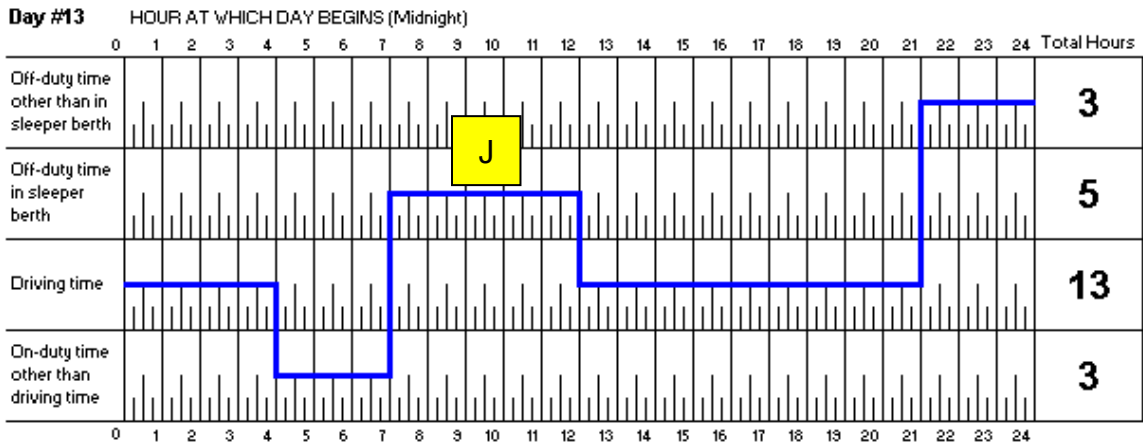 Day #13 HOUR AT WHICH DAY BEGINS (Midnight)
0 1 2 3 4 5 6 7 8 9 10 11 12 13 14 15 16 17 18 19 20 21 22 23 24 Total Hours
Off-duty time
other than in
sleeper berth
3
J
Off-duty time
in sleeper
berth
5
Driving time
13
On-duty time
other than
driving time
3
0 1 2 3 4 5 6 7 8 9 10 11 12 13 14 15 16 17 18 19 20 21 22 23 24